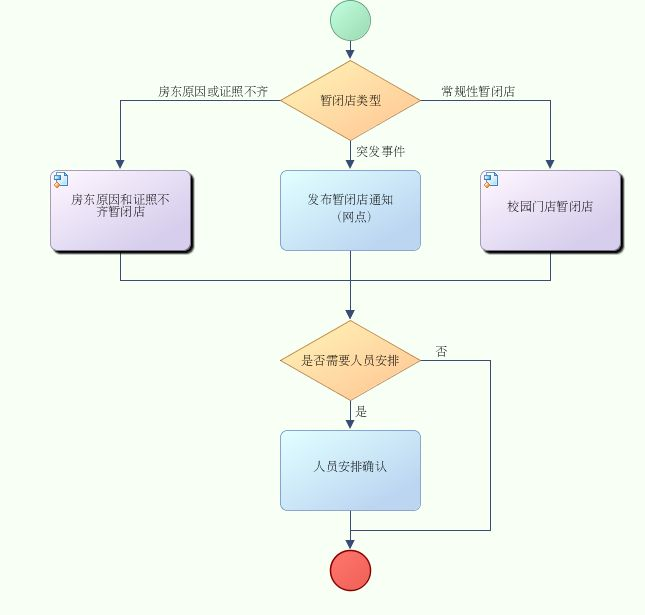 暂闭店类型
房东原因或证照不齐
常规性暂闭店
突发事件
房东原因和证照不
齐暂闭店
发布暂闭店通知
（网点）
校园门店暂闭店
是否需要人员安排
否
是
人员安排确认